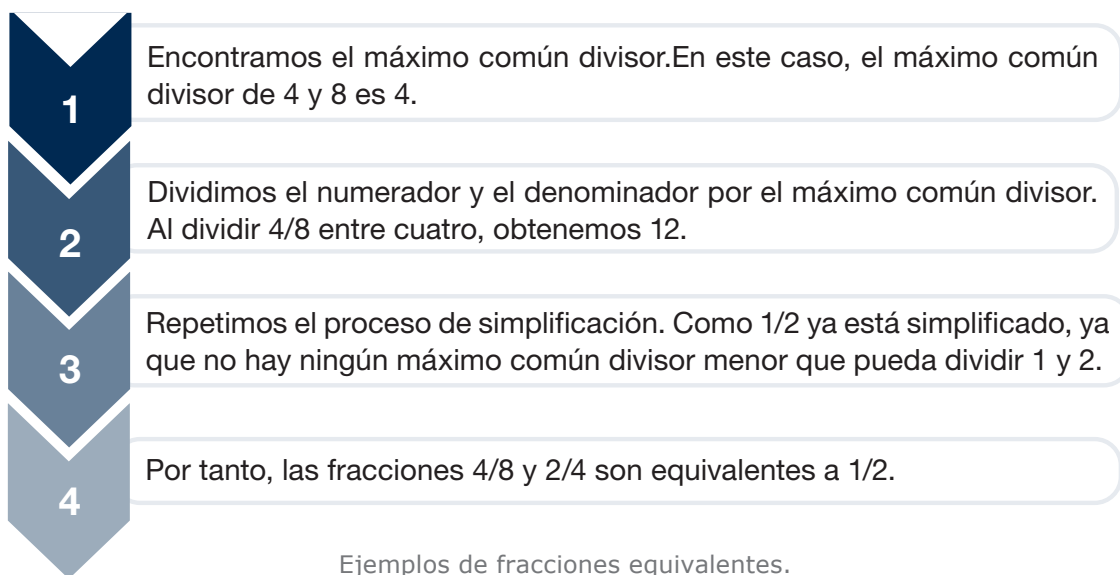 1
Encontramos el máximo común divisor.En este caso, el máximo común
divisor de 4 y 8 es 4.
2
Dividimos el numerador y el denominador por el máximo común divisor.
Al dividir 4/8 entre cuatro, obtenemos 12.
3
Repetimos el proceso de simplificación. Como 1/2 ya está simplificado, ya
que no hay ningún máximo común divisor menor que pueda dividir 1 y 2.
4
Por tanto, las fracciones 4/8 y 2/4 son equivalentes a 1/2.
Ejemplos de fracciones equivalentes.